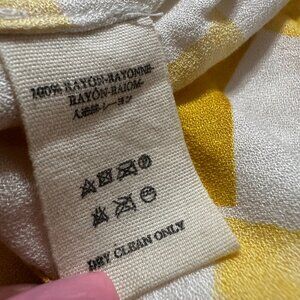 100% RAYON-RAYONNE-
RAYÓN-RAIOM-
人造絲-レーヨン
DRY CLEAN ONLY